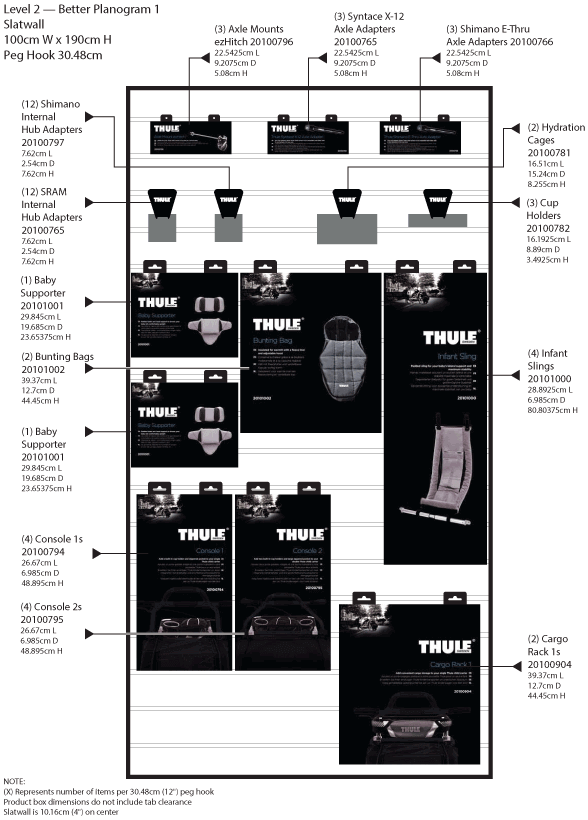 Level 2 — Better Planogram 1
Slatwall
100cm W x 190cm H
Peg Hook 30.48cm
(3) Axle Mounts
ezHitch 20100796
22.5425cm L
9.2075cm D
5.08cm H
(3) Syntace X-12
Axle Adapters
20100765
22.5425cm L
9.2075cm D
5.08cm H
(3) Shimano E-Thru
Axle Adapters 20100766
22.5425cm L
9.2075cm D
5.08cm H
(12) Shimano
Internal
Hub Adapters
20100797
7.62cm L
2.54cm D
7.62cm H
(12) SRAM
Internal
Hub Adapters
20100765
7.62cm L
2.54cm D
7.62cm H
(1) Baby
Supporter
20101001
29.845cm L
19.685cm D
23.65375cm H
(2) Bunting Bags
20101002
39.37cm L
12.7cm D
44.45cm H
(1) Baby
Supporter
20101001
29.845cm L
19.685cm D
23.65375cm H
(4) Console 1s
20100794
26.67cm L
6.985cm D
48.895cm H
(4) Console 2s
20100795
26.67cm L
6.985cm D
48.895cm H
(2) Hydration
Cages
20100781
16.51cm L
15.24cm D
8.255cm H
(3) Cup
Holders
20100782
16.1925cm L
8.89cm D
3.4925cm H
(4) Infant
Slings
20101000
28.8925cm L
6.985cm D
80.80375cm H
(2) Cargo
Rack 1s
20100904
39.37cm L
12.7cm D
44.45cm H
THULE
THULE
THULE
THULE
THULE
THULE
THULE
THULE
Baby Supporter
THULE
Bunting Bag
20101002
THULE
Infant Sling
20101000
THULE
Baby Supporter
THULE
Console 1
20100794
THULE
Console 2
20100795
THULE
Cargo Rack 1
20100904
NOTE:
(X) Represents number of items per 30.48cm (12") peg hook
Product box dimensions do not include tab clearance
Slatwall is 10.16cm (4") on center